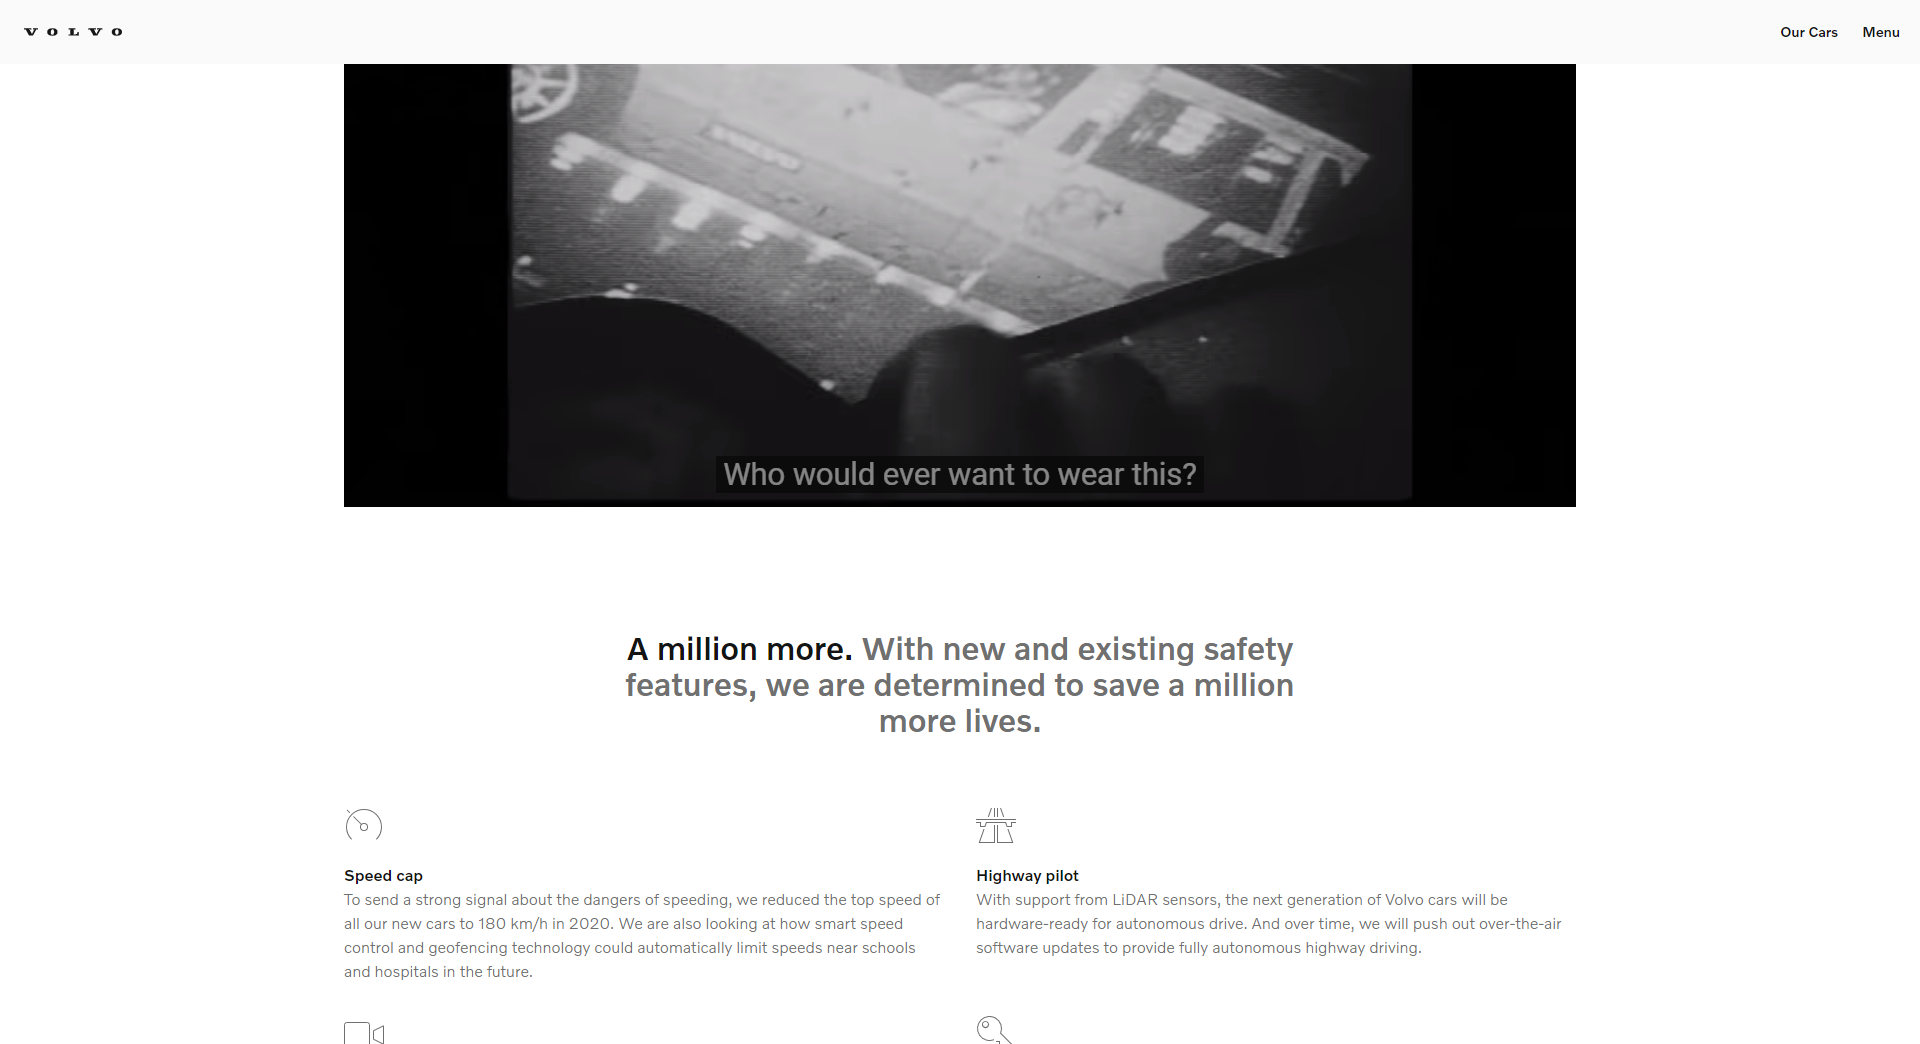 VOLVO
Our Cars
Menu
Who would ever want to wear this?
A million more. With new and existing safety
features, we are determined to save a million
more lives.
Speed cap
To send a strong signal about the dangers of speeding, we reduced the top speed of
all our new cars to 180 km/h in 2020. We are also looking at how smart speed
control and geofencing technology could automatically limit speeds near schools
and hospitals in the future.
Highway pilot
With support from LiDAR sensors, the next generation of Volvo cars will be
hardware-ready for autonomous drive. And over time, we will push out over-the-air
software updates to provide fully autonomous highway driving.